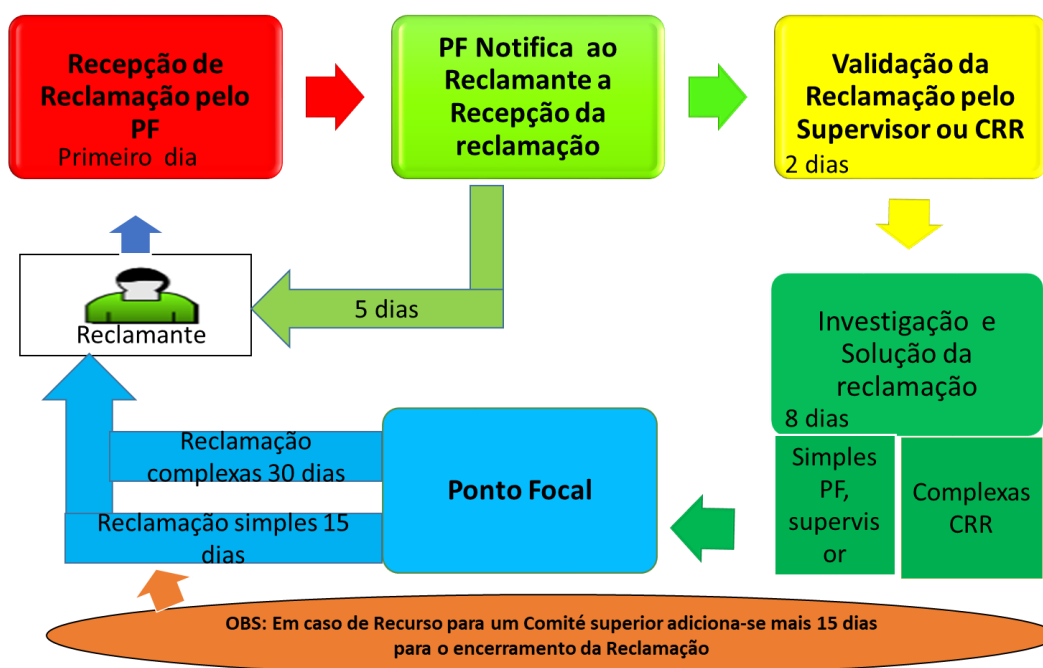 Recepção de
Reclamação pelo
PF
Primeiro dia
PF Notifica ao
Reclamante a
Recepção da
reclamação
Validação da
Reclamação pelo
Supervisor ou CRR
2 dias
Reclamante
5 dias
Investigação e
Solução da
reclamação
8 dias
Simples
PF,
supervis
or
Complexas
CRR
Ponto Focal
Reclamação
complexas 30 dias
Reclamação simples 15
dias
OBS: Em caso de Recurso para um Comité superior adiciona-se mais 15 dias
para o encerramento da Reclamação